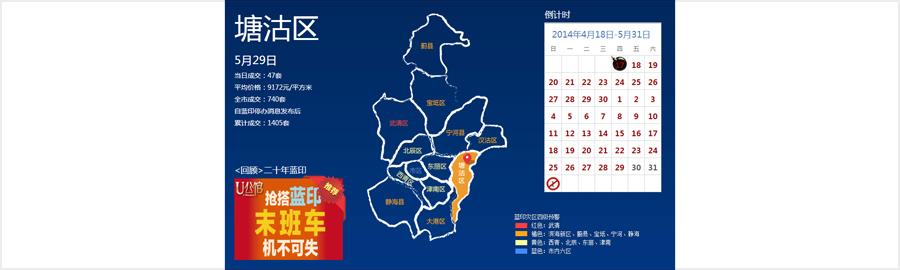 塘沽区
5月29日
当日成交：47套
平均价格：9172元/平方米
全市成交：740套
自蓝印停办消息发布后
累计成交：1405套
<回顾>二十年蓝印
U公馆
推荐
抢搭蓝印
末班车
机不可失
蓟县
宝坻区
武清区
宁河县
汉沽区
北辰区
东丽区
市区
西青区
津南区
塘沽区
静海县
大港区
倒计时
2014年4月18日-5月31日
日 一 二 三 四 五 六
17 18 19
20 21 22 23 24 25 26
27 28 29 30 1 2 3
4 5 6 7 8 9 10
11 12 13 14 15 16 17
18 19 20 21 22 23 24
25 26 27 28 29 30 31
蓝印灾区四级预警
红色：武清
橙色：滨海新区、蓟县、宝坻、宁河、静海
黄色：西青、北辰、东丽、津南
蓝色：市内六区